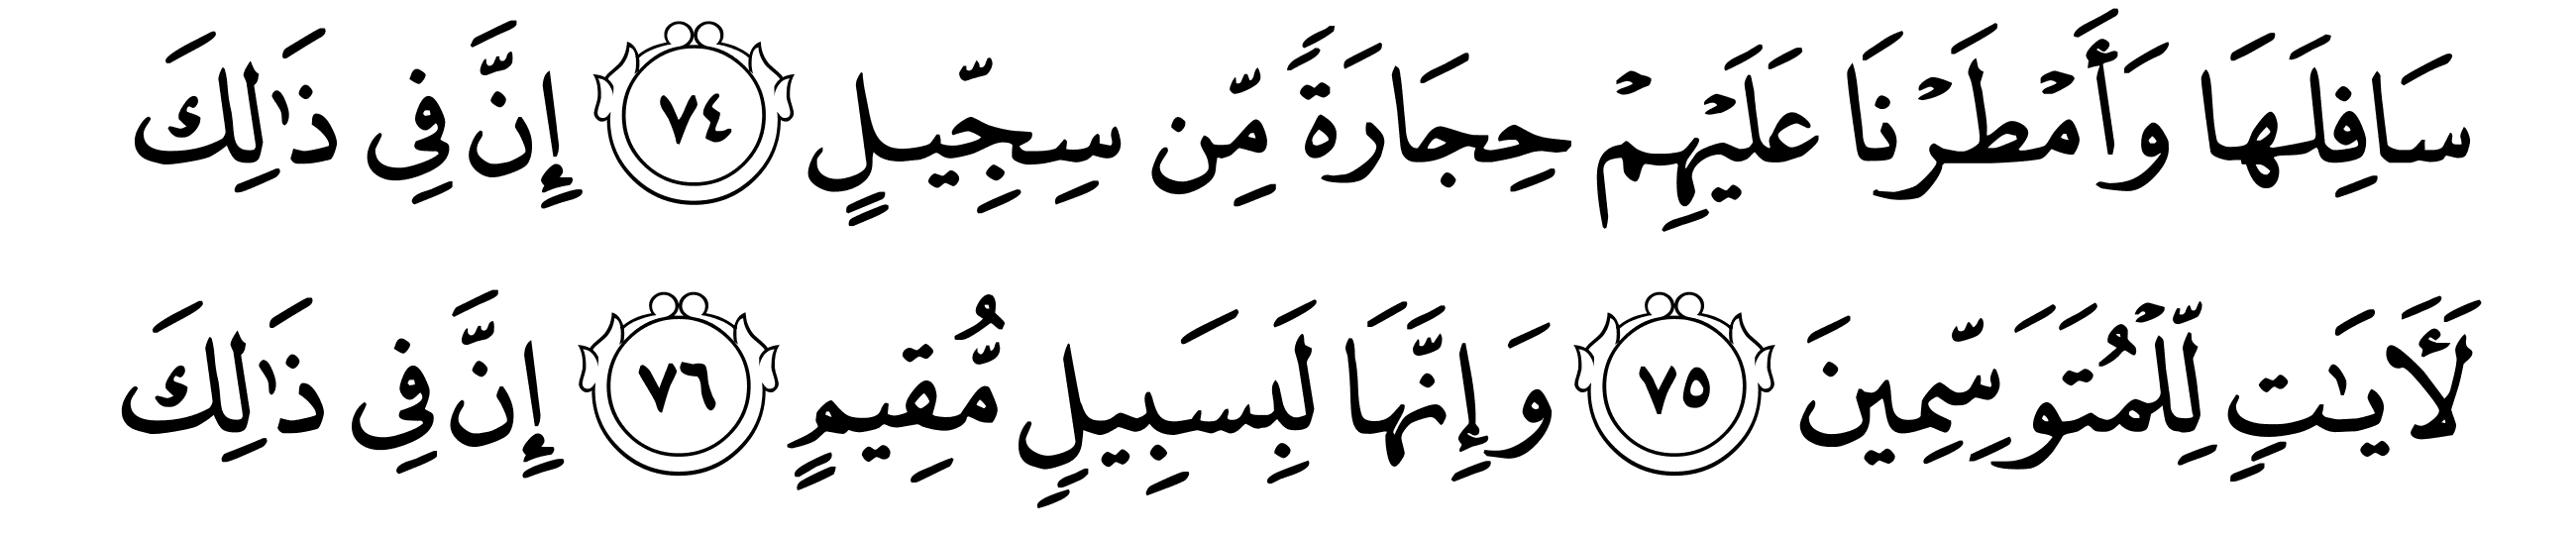 سَافِلَهَا وَأَمۡطَرۡنَا عَلَيۡهِمۡ حِجَارَةٗ مِّن سِجِّيلٍ ٧٤ إِنَّ فِي ذَٰلِكَ
لَأَيَٰتٖ لِّلۡمُتَوَسِّمِينَ ٧٥ وَإِنَّهَا لَبِسَبِيلٖ مُّقِيمٍ ٧٦ إِنَّ فِي ذَٰلِكَ